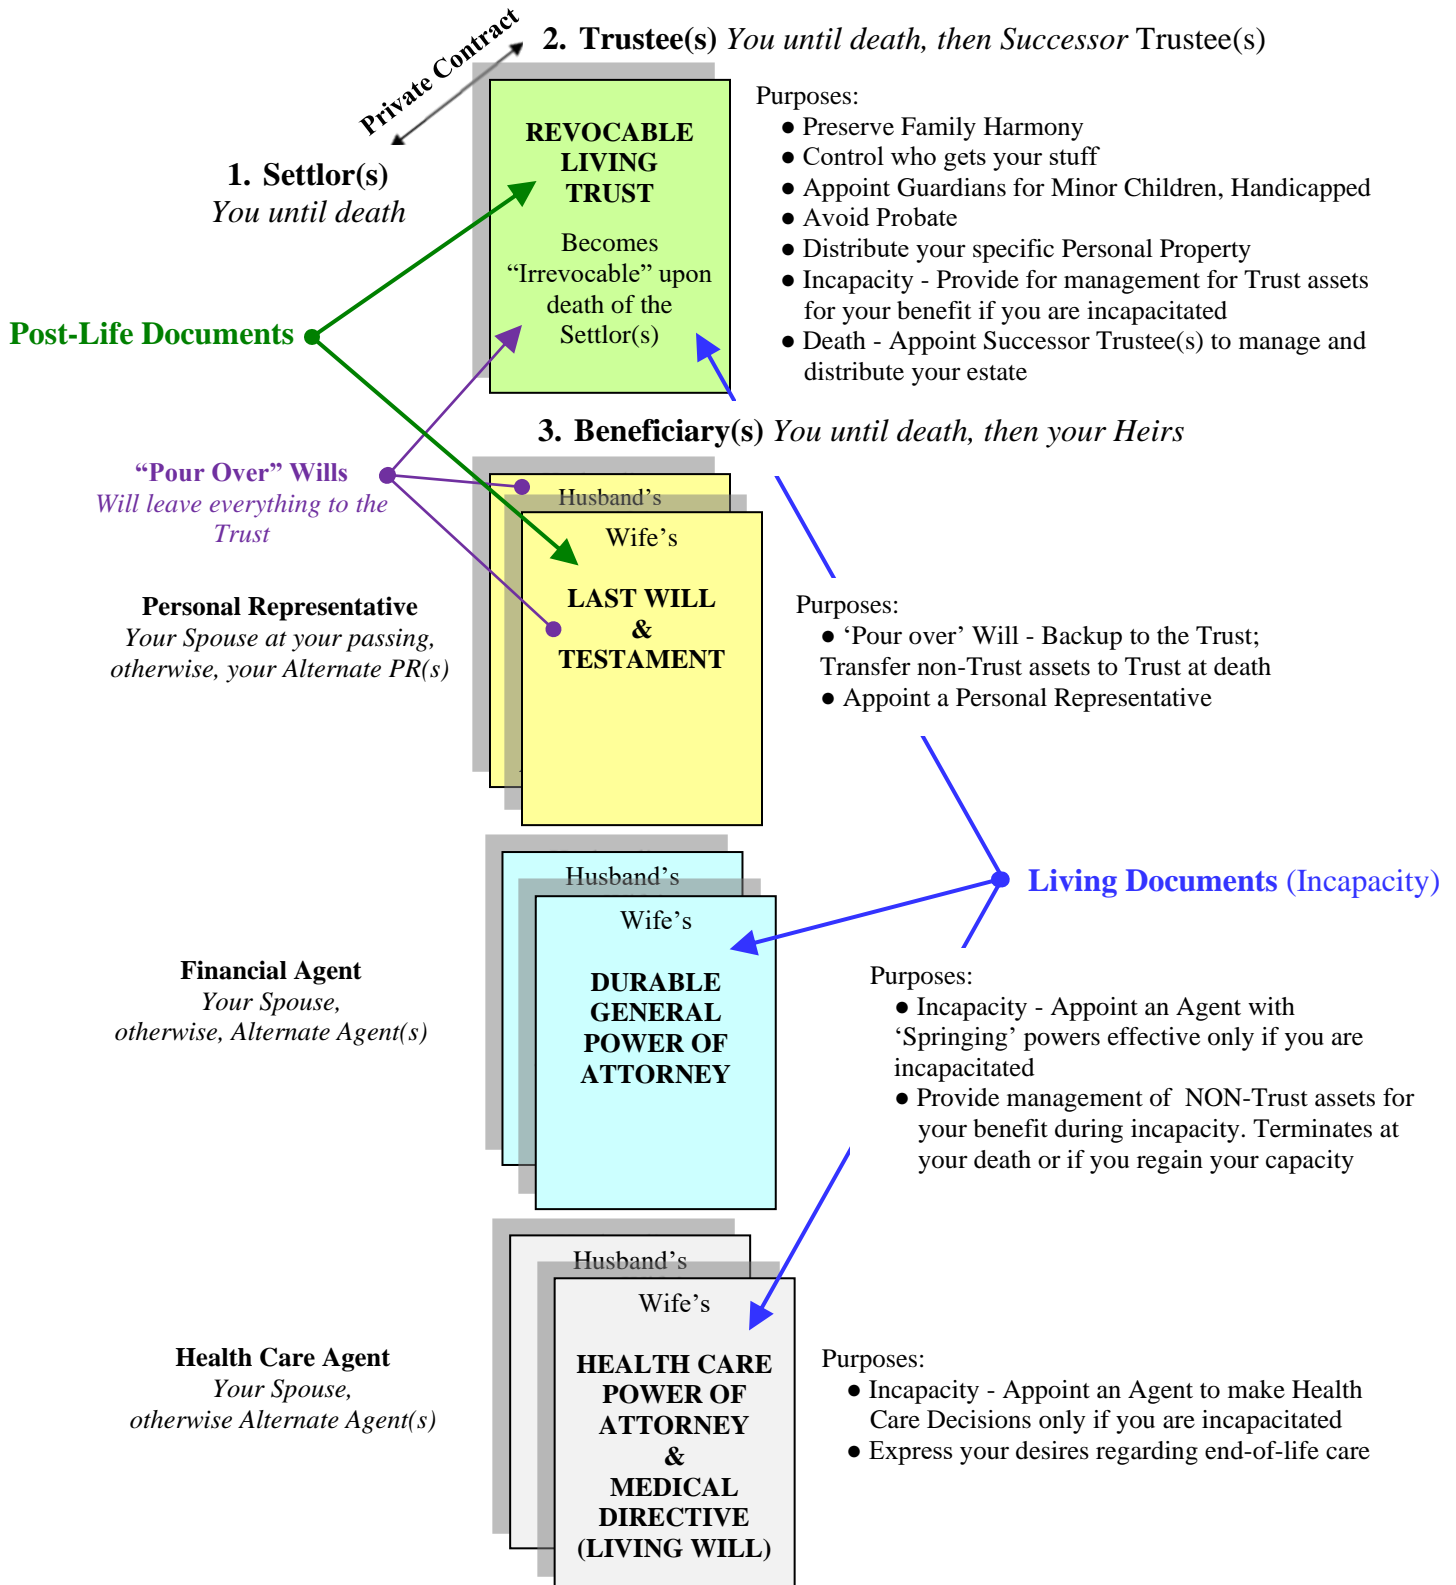 Private Contract
2. Trustee(s) You until death, then Successor Trustee(s)
1. Settlor(s)
You until death
REVOCABLE
LIVING
TRUST
Becomes
“Irrevocable” upon
death of the
Settlor(s)
Purposes:
● Preserve Family Harmony
● Control who gets your stuff
● Appoint Guardians for Minor Children, Handicapped
● Avoid Probate
● Distribute your specific Personal Property
● Incapacity - Provide for management for Trust assets
for your benefit if you are incapacitated
● Death - Appoint Successor Trustee(s) to manage and
distribute your estate
Post-Life Documents
3. Beneficiary(s) You until death, then your Heirs
“Pour Over” Wills
Will leave everything to the
Trust
Husband’s
Wife’s
LAST WILL
&
TESTAMENT
Personal Representative
Your Spouse at your passing,
otherwise, your Alternate PR(s)
Purposes:
● ‘Pour over’ Will - Backup to the Trust;
Transfer non-Trust assets to Trust at death
● Appoint a Personal Representative
Living Documents (Incapacity)
Husband’s
Wife’s
DURABLE
GENERAL
POWER OF
ATTORNEY
Financial Agent
Your Spouse,
otherwise, Alternate Agent(s)
Purposes:
● Incapacity - Appoint an Agent with
‘Springing’ powers effective only if you are
incapacitated
● Provide management of NON-Trust assets for
your benefit during incapacity. Terminates at
your death or if you regain your capacity
Husband’s
Wife’s
HEALTH CARE
POWER OF
ATTORNEY
&
MEDICAL
DIRECTIVE
(LIVING WILL)
Health Care Agent
Your Spouse,
otherwise Alternate Agent(s)
Purposes:
● Incapacity - Appoint an Agent to make Health
Care Decisions only if you are incapacitated
● Express your desires regarding end-of-life care